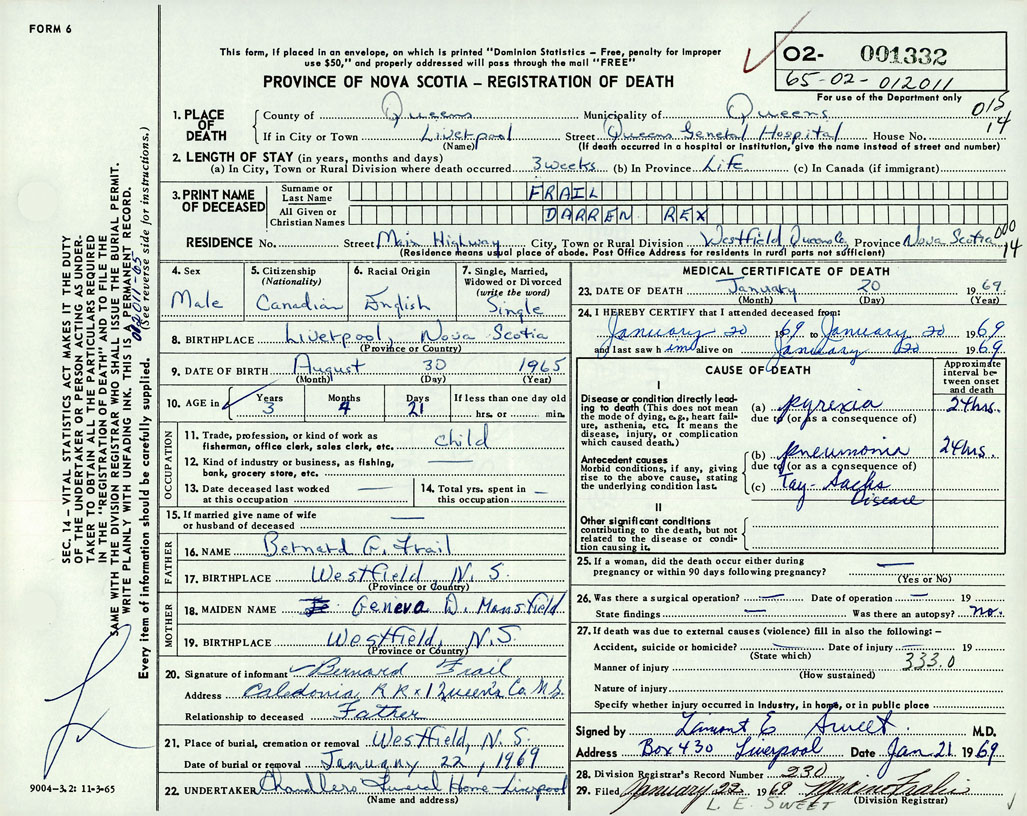 FORM 6
This form, if placed in an envelope, on which is printed "Dominion Statistics – Free, penalty for improper
use $50," and properly addressed will pass through the mail "FREE"
PROVINCE OF NOVA SCOTIA – REGISTRATION OF DEATH
02- 001332
65-02-012011
For use of the Department only
015
14
1. PLACE OF DEATH
County of Queens Municipality of Queens
If in City or Town Liverpool Street Queens General Hospital House No.
(Name) (If death occurred in a hospital or institution, give the name instead of street and number)
2. LENGTH OF STAY (in years, months and days)
(a) In City, Town or Rural Division where death occurred 3 weeks (b) In Province Life (c) In Canada (if immigrant)
3. PRINT NAME OF DECEASED
Surname or Last Name FRAIL
All Given or Christian Names DARREN REX
RESIDENCE No. Street Main Highway City, Town or Rural Division Westfield Queens Province Nova Scotia
000
14
(Residence means usual place of abode. Post Office Address for residents in rural parts not sufficient)
4. Sex
Male
5. Citizenship
(Nationality)
Canadian
6. Racial Origin
English
7. Single, Married,
Widowed or Divorced
(write the word)
Single
8. BIRTHPLACE Liverpool, Nova Scotia
(Province or Country)
9. DATE OF BIRTH August 30 1965
(Month) (Day) (Year)
10. AGE in Years Months Days If less than one day old
3 4 21 hrs. or min.
OCCUPATION
11. Trade, profession, or kind of work as
fisherman, office clerk, sales clerk, etc. child
12. Kind of industry or business, as fishing,
bank, grocery store, etc. —
13. Date deceased last worked
at this occupation —
14. Total yrs. spent in
this occupation —
15. If married give name of wife
or husband of deceased —
FATHER
16. NAME Bernard G. Frail
17. BIRTHPLACE Westfield, N. S.
(Province or Country)
MOTHER
18. MAIDEN NAME Geneva D. Mansfield
19. BIRTHPLACE Westfield, N.S.
(Province or Country)
20. Signature of informant Bernard Frail
Address Caledonia RR#1 Queen's Co. N.S.
Relationship to deceased Father
21. Place of burial, cremation or removal Westfield, N. S.
Date of burial or removal January 22, 1969
22. UNDERTAKER Chandlers Funeral Home - Liverpool
(Name and address)
MEDICAL CERTIFICATE OF DEATH
23. DATE OF DEATH January 20 1969.
(Month) (Day) (Year)
24. I HEREBY CERTIFY that I attended deceased from:
January 20 1969 to January 20 1969
and last saw him alive on January 20 1969.
CAUSE OF DEATH
Approximate
interval be-
tween onset
and death
I
Disease or condition directly lead-
ing to death (This does not
mean the mode of dying, e.g., heart fail-
ure, asthenia, etc. It means the
disease, injury, or complication
which caused death.)
(a) Pyrexia 24 hrs.
due to (or as a consequence of)
Antecedent causes
Morbid conditions, if any, giving
rise to the above cause, stating
the underlying condition last.
(b) Pneumonia 24 hrs.
due to (or as a consequence of)
(c) Tay-Sachs
Disease
II
Other significant conditions
contributing to the death, but not
related to the disease or condi-
tion causing it.
25. If a woman, did the death occur either during
pregnancy or within 90 days following pregnancy? —
(Yes or No)
26. Was there a surgical operation? — Date of operation — 19
State findings — Was there an autopsy? no.
27. If death was due to external causes (violence) fill in also the following: –
Accident, suicide or homicide? Date of injury 19
(State which)
333.0
Manner of injury
(How sustained)
Nature of injury
Specify whether injury occurred in industry, in home, or in public place
Signed by Lamont E Sweet M.D.
Address Box 430 Liverpool Date Jan 21 1969
28. Division Registrar's Record Number 230
29. Filed January 22 1969
(Division Registrar)
L. E. SWEET
SEC. 14 – VITAL STATISTICS ACT MAKES IT THE DUTY
OF THE UNDERTAKER OR PERSON ACTING AS UNDER-
TAKER TO OBTAIN ALL THE PARTICULARS REQUIRED
IN THE "REGISTRATION OF DEATH" AND TO FILE THE
SAME WITH THE DIVISION REGISTRAR WHO SHALL ISSUE THE BURIAL PERMIT.
WRITE PLAINLY WITH UNFADING INK. THIS IS A PERMANENT RECORD.
Every item of information should be carefully supplied. (See reverse side for instructions.)
9004-3.2: 11-3-65